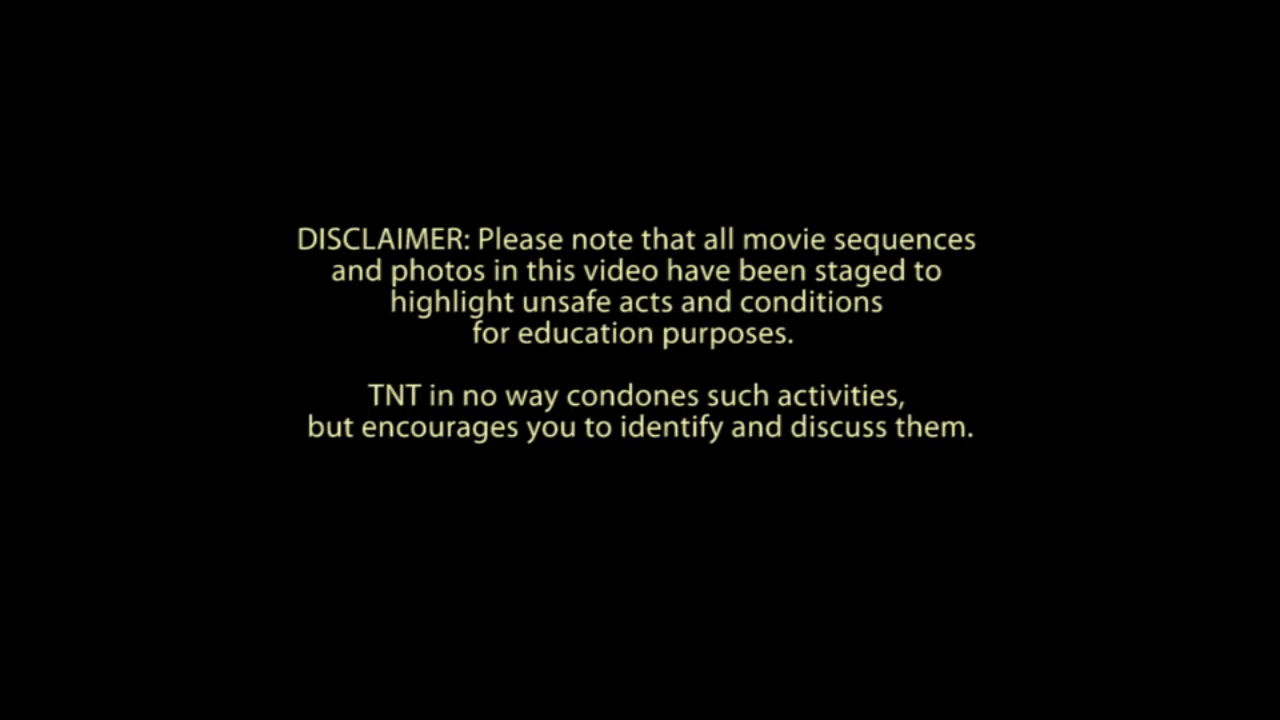 DISCLAIMER: Please note that all movie sequences
and photos in this video have been staged to
highlight unsafe acts and conditions
for education purposes.
TNT in no way condones such activities,
but encourages you to identify and discuss them.